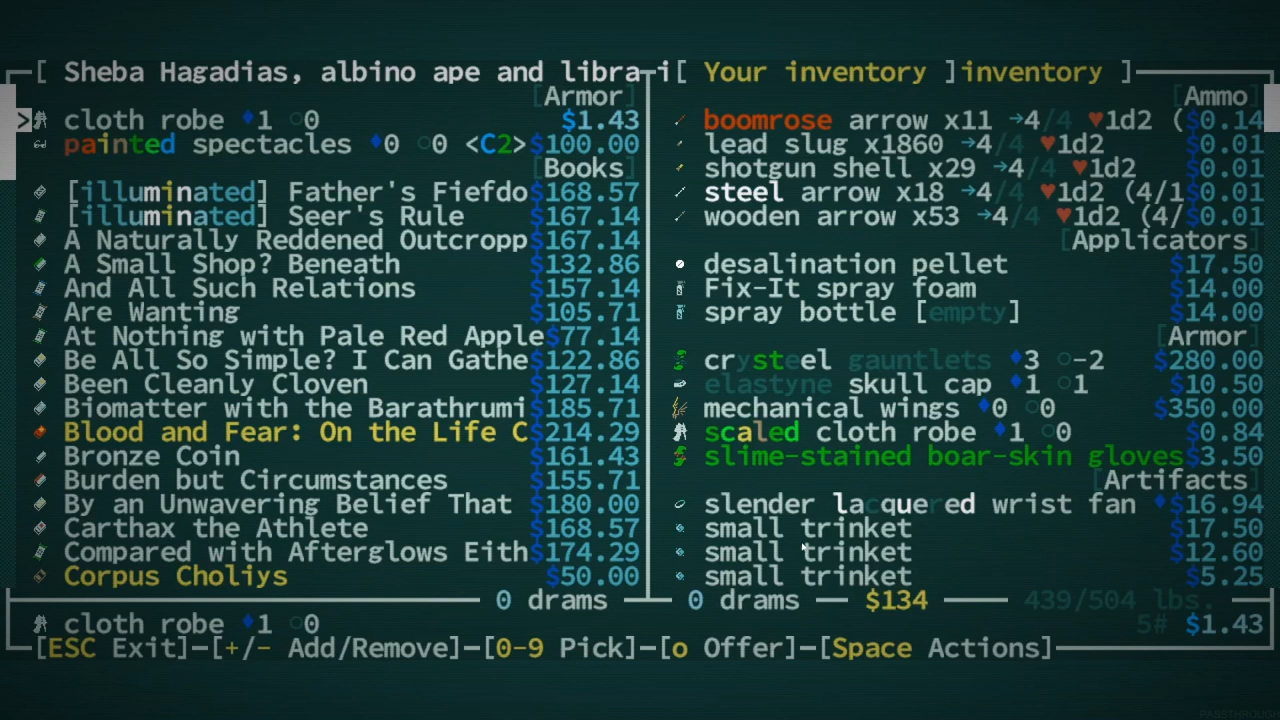 [ Sheba Hagadias, albino ape and libra
i[ Your inventory ]inventory ]
[Armor]
> cloth robe ♦1 ○0 $1.43
painted spectacles ♦0 ○0 <C2> $100.00
[Books]
[illuminated] Father's Fiefdo $168.57
[illuminated] Seer's Rule $167.14
A Naturally Reddened Outcropp $167.14
A Small Shop? Beneath $132.86
And All Such Relations $157.14
Are Wanting $105.71
At Nothing with Pale Red Apple $77.14
Be All So Simple? I Can Gathe $122.86
Been Cleanly Cloven $127.14
Biomatter with the Barathrumi $185.71
Blood and Fear: On the Life C $214.29
Bronze Coin $161.43
Burden but Circumstances $155.71
By an Unwavering Belief That $180.00
Carthax the Athlete $168.57
Compared with Afterglows Eith $174.29
Corpus Choliys $50.00
[Ammo]
boomrose arrow x11 →4/4 ♥1d2 ( $0.14
lead slug x1860 →4/4 ♥1d2 $0.01
shotgun shell x29 →4/4 ♥1d2 $0.01
steel arrow x18 →4/4 ♥1d2 (4/1 $0.01
wooden arrow x53 →4/4 ♥1d2 (4/ $0.01
[Applicators]
desalination pellet $17.50
Fix-It spray foam $14.00
spray bottle [empty] $14.00
[Armor]
crysteel gauntlets ♦3 ○-2 $280.00
elastyne skull cap ♦1 ○1 $10.50
mechanical wings ♦0 ○0 $350.00
scaled cloth robe ♦1 ○0 $0.84
slime-stained boar-skin gloves $3.50
[Artifacts]
slender lacquered wrist fan ♦ $16.94
small trinket $17.50
small trinket $12.60
small trinket $5.25
0 drams 0 drams — $134 439/504 lbs.
cloth robe ♦1 ○0 5# $1.43
[ESC Exit]—[+/- Add/Remove]—[0-9 Pick]—[o Offer]—[Space Actions]